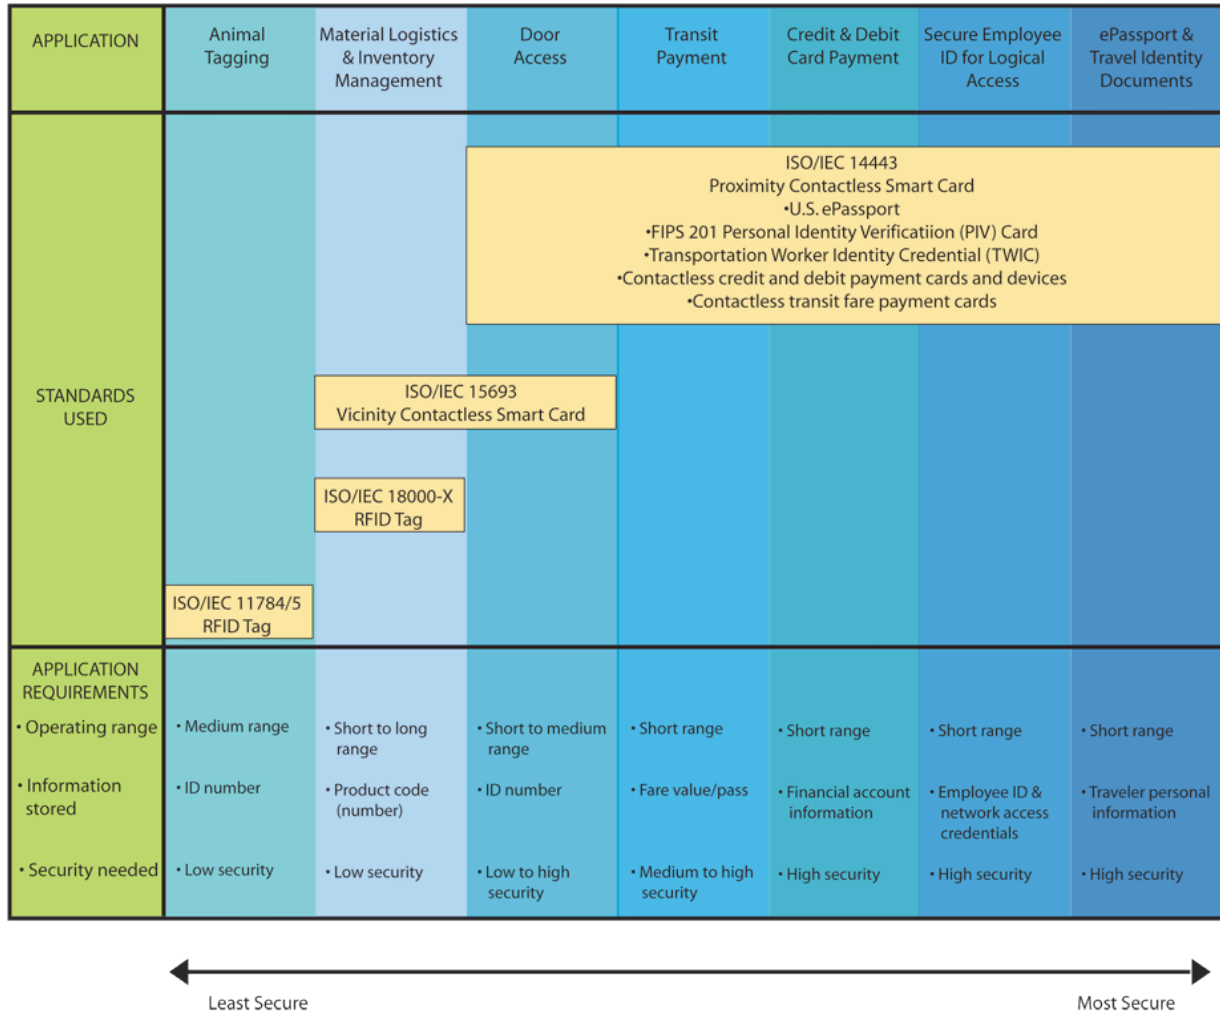 APPLICATION
Animal
Tagging
Material Logistics
& Inventory
Management
Door
Access
Transit
Payment
Credit & Debit
Card Payment
Secure Employee
ID for Logical
Access
ePassport &
Travel Identity
Documents
STANDARDS
USED
ISO/IEC 14443
Proximity Contactless Smart Card
•U.S. ePassport
•FIPS 201 Personal Identity Verificatiion (PIV) Card
•Transportation Worker Identity Credential (TWIC)
•Contactless credit and debit payment cards and devices
•Contactless transit fare payment cards
ISO/IEC 15693
Vicinity Contactless Smart Card
ISO/IEC 18000-X
RFID Tag
ISO/IEC 11784/5
RFID Tag
APPLICATION
REQUIREMENTS
• Operating range
• Medium range
• Short to long
range
• Short to medium
range
• Short range
• Short range
• Short range
• Short range
• Information
stored
• ID number
• Product code
(number)
• ID number
• Fare value/pass
• Financial account
information
• Employee ID &
network access
credentials
• Traveler personal
information
• Security needed
• Low security
• Low security
• Low to high
security
• Medium to high
security
• High security
• High security
• High security
Least Secure
Most Secure